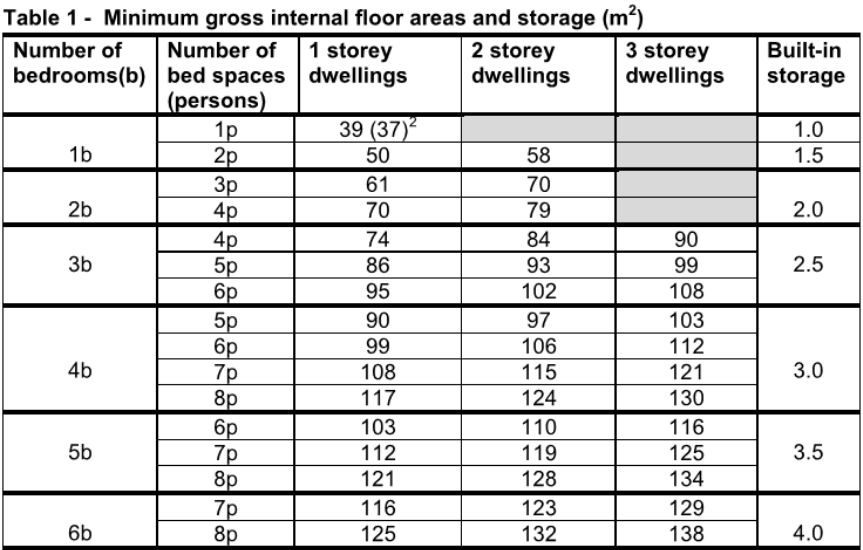 Table 1 -  Minimum gross internal floor areas and storage (m²)
Number of bedrooms(b) | Number of bed spaces (persons) | 1 storey dwellings | 2 storey dwellings | 3 storey dwellings | Built-in storage
1b | 1p | 39 (37)² | | | 1.0
2p | 50 | 58 | | 1.5
2b | 3p | 61 | 70 | | 2.0
4p | 70 | 79
3b | 4p | 74 | 84 | 90 | 2.5
5p | 86 | 93 | 99
6p | 95 | 102 | 108
4b | 5p | 90 | 97 | 103 | 3.0
6p | 99 | 106 | 112
7p | 108 | 115 | 121
8p | 117 | 124 | 130
5b | 6p | 103 | 110 | 116 | 3.5
7p | 112 | 119 | 125
8p | 121 | 128 | 134
6b | 7p | 116 | 123 | 129 | 4.0
8p | 125 | 132 | 138